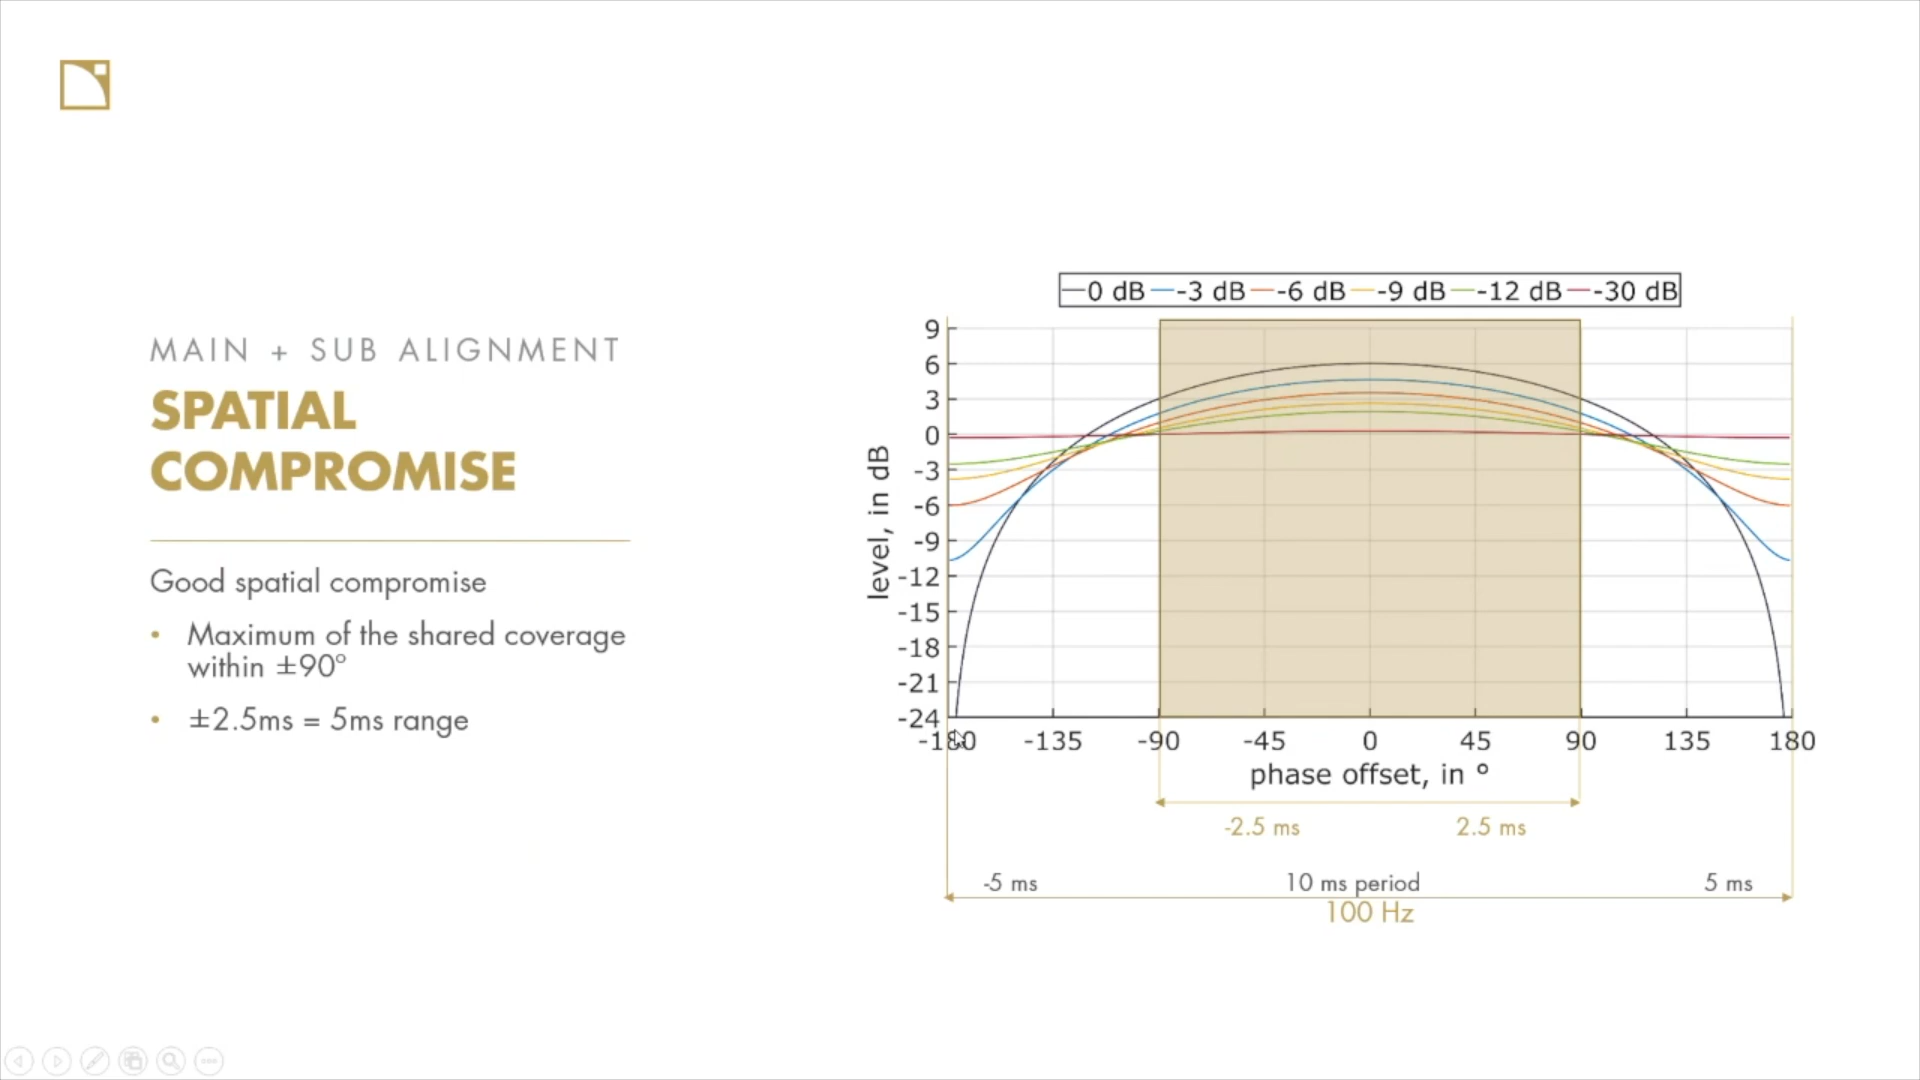 MAIN + SUB ALIGNMENT
SPATIAL
COMPROMISE
Good spatial compromise
• Maximum of the shared coverage
within ±90°
• ±2.5ms = 5ms range
0 dB -3 dB -6 dB -9 dB -12 dB -30 dB
9
6
3
0
-3
-6
-9
-12
-15
-18
-21
-24
level, in dB
-180 -135 -90 -45 0 45 90 135 180
phase offset, in °
-2.5 ms 2.5 ms
-5 ms 10 ms period 5 ms
100 Hz